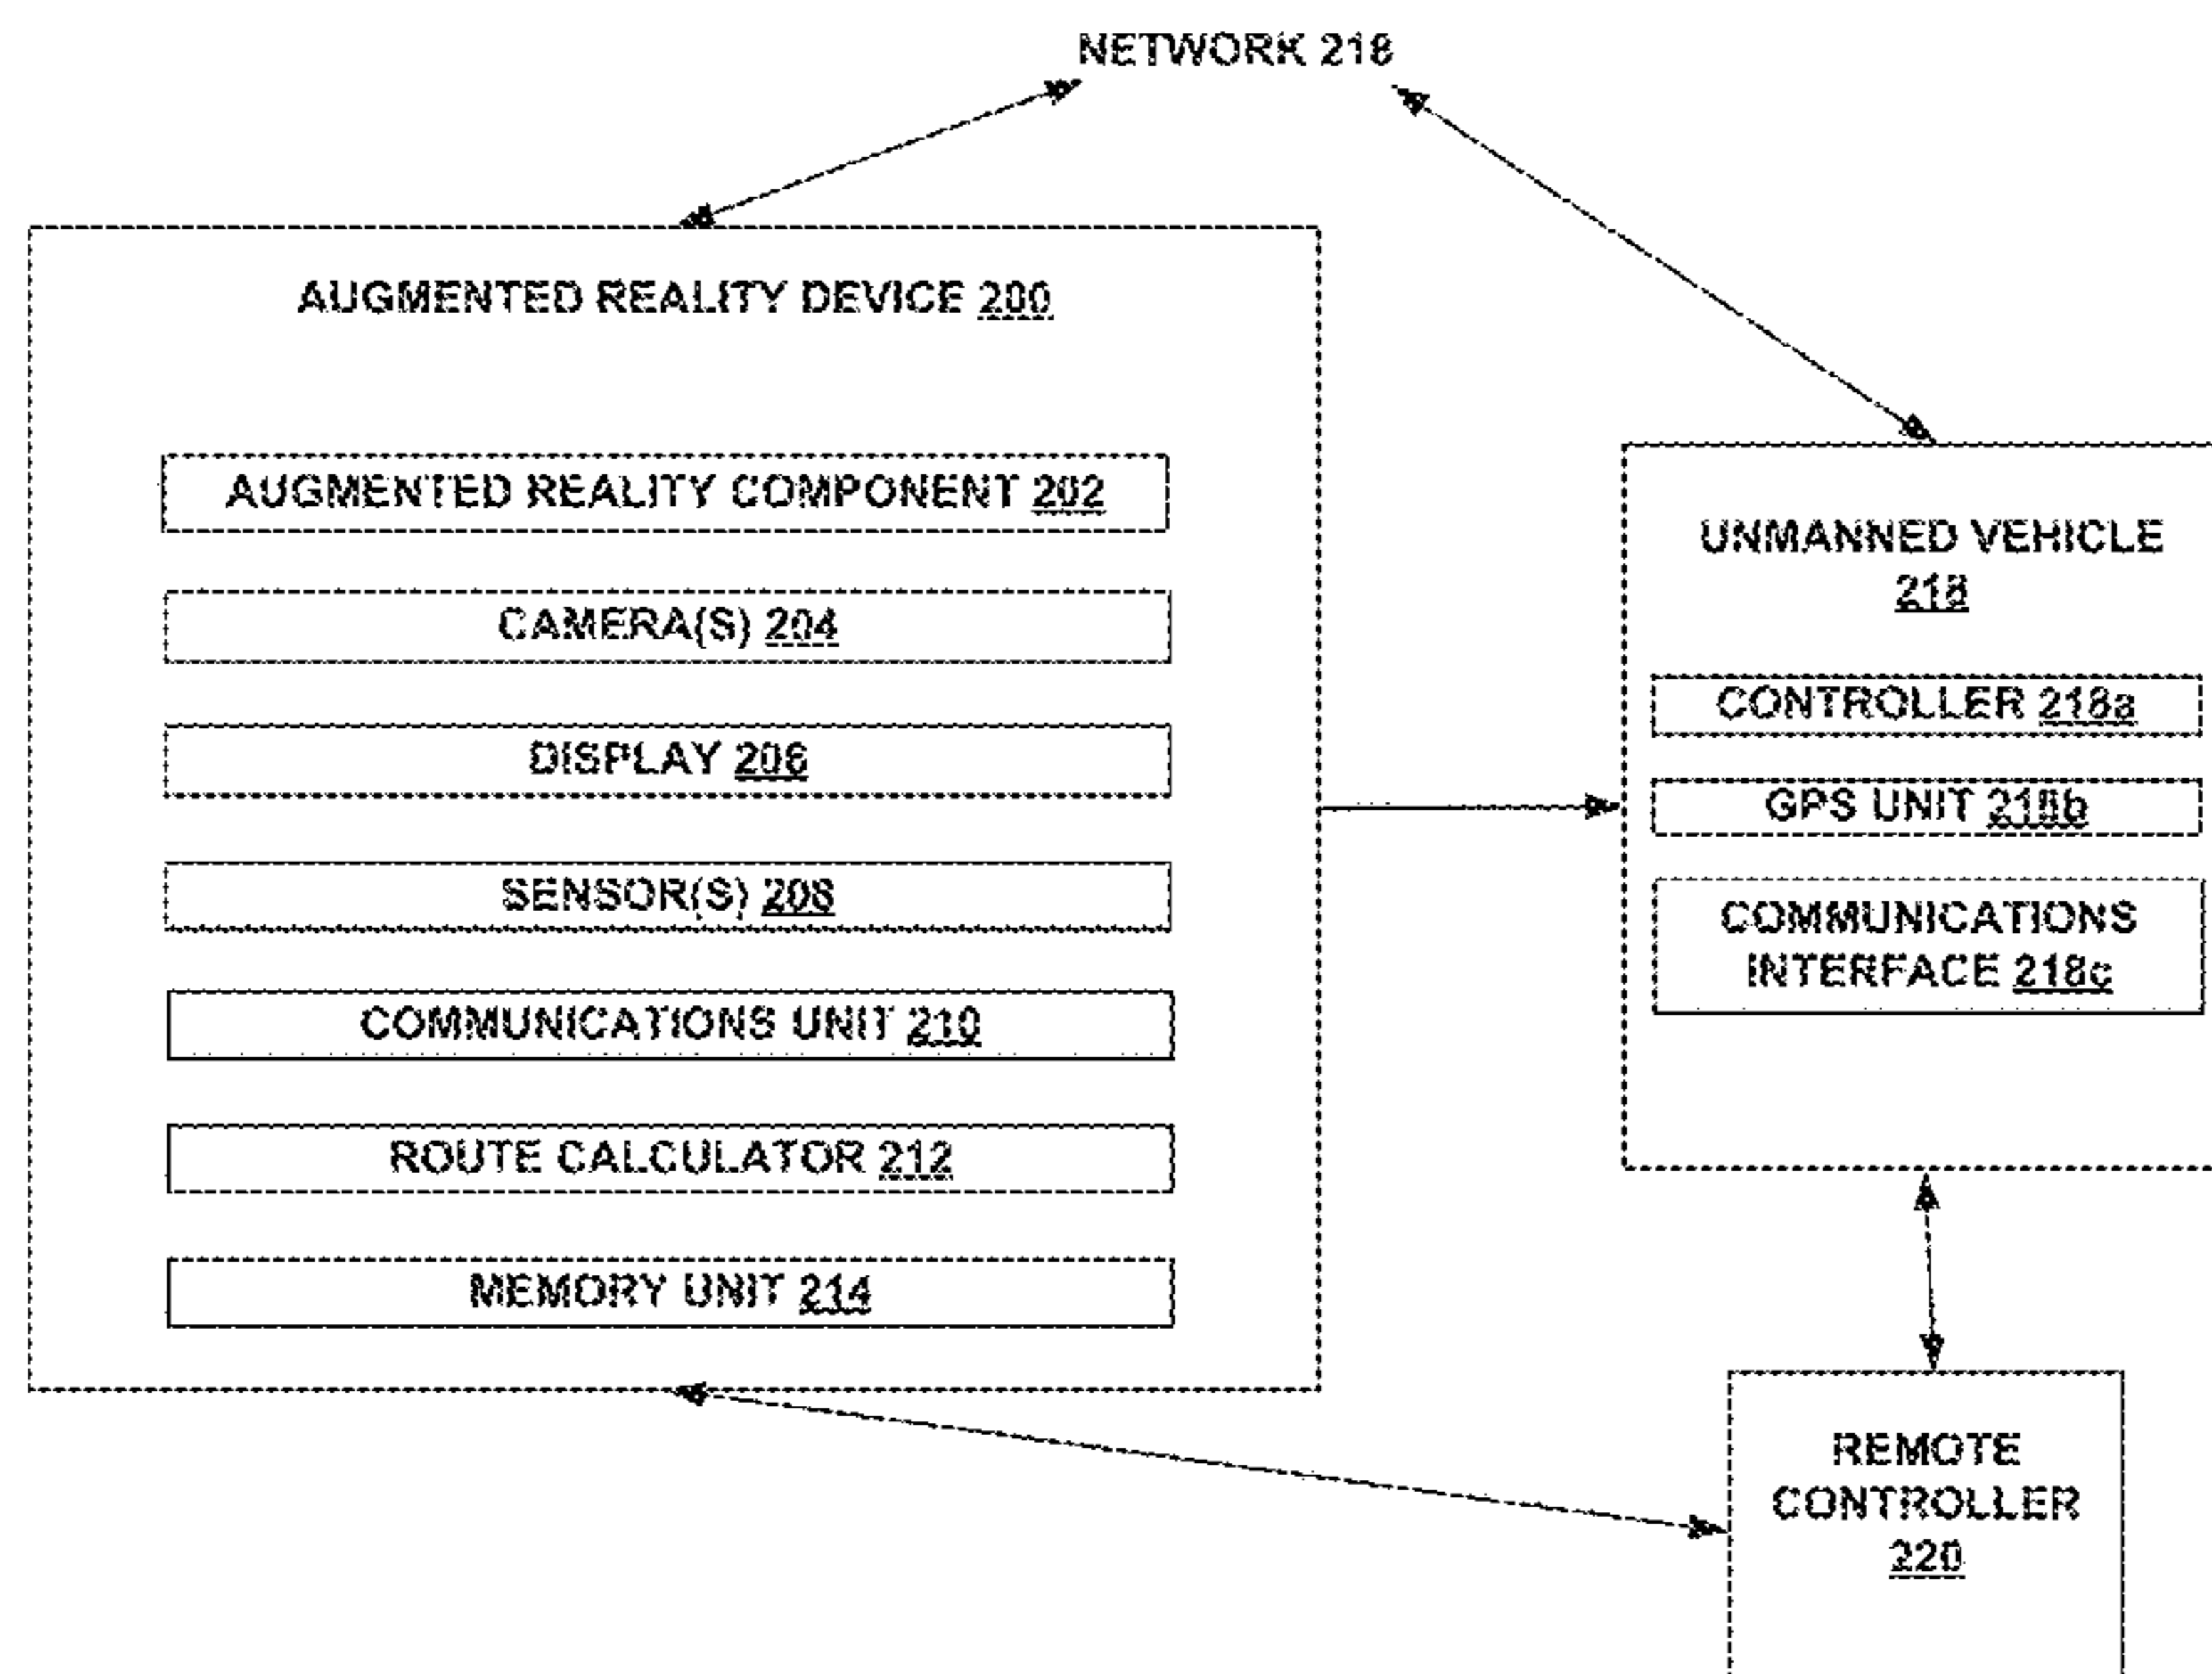 NETWORK 218
AUGMENTED REALITY DEVICE 200
AUGMENTED REALITY COMPONENT 202
CAMERA(S) 204
DISPLAY 206
SENSOR(S) 208
COMMUNICATIONS UNIT 210
ROUTE CALCULATOR 212
MEMORY UNIT 214
UNMANNED VEHICLE
218
CONTROLLER 218a
GPS UNIT 218b
COMMUNICATIONS
INTERFACE 218c
REMOTE
CONTROLLER
220